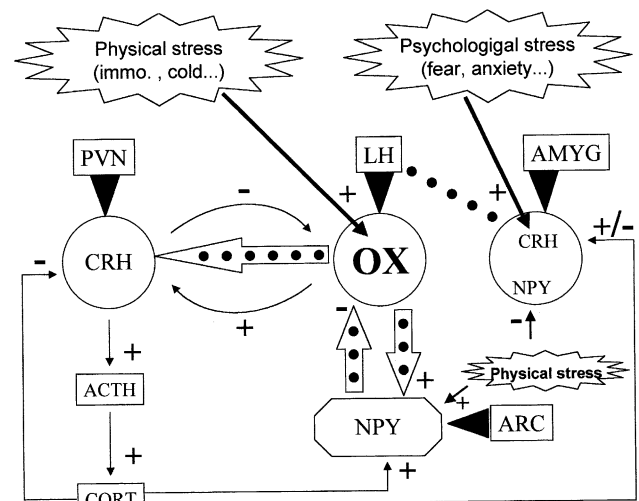 Physical stress
(immo. , cold...)
Psychologigal stress
(fear, anxiety...)
PVN
LH
AMYG
-
+
+
+/-
-
CRH
OX
CRH
NPY
+
-
-
+
+
ACTH
Physical stress
+
NPY
ARC
+
+
CORT